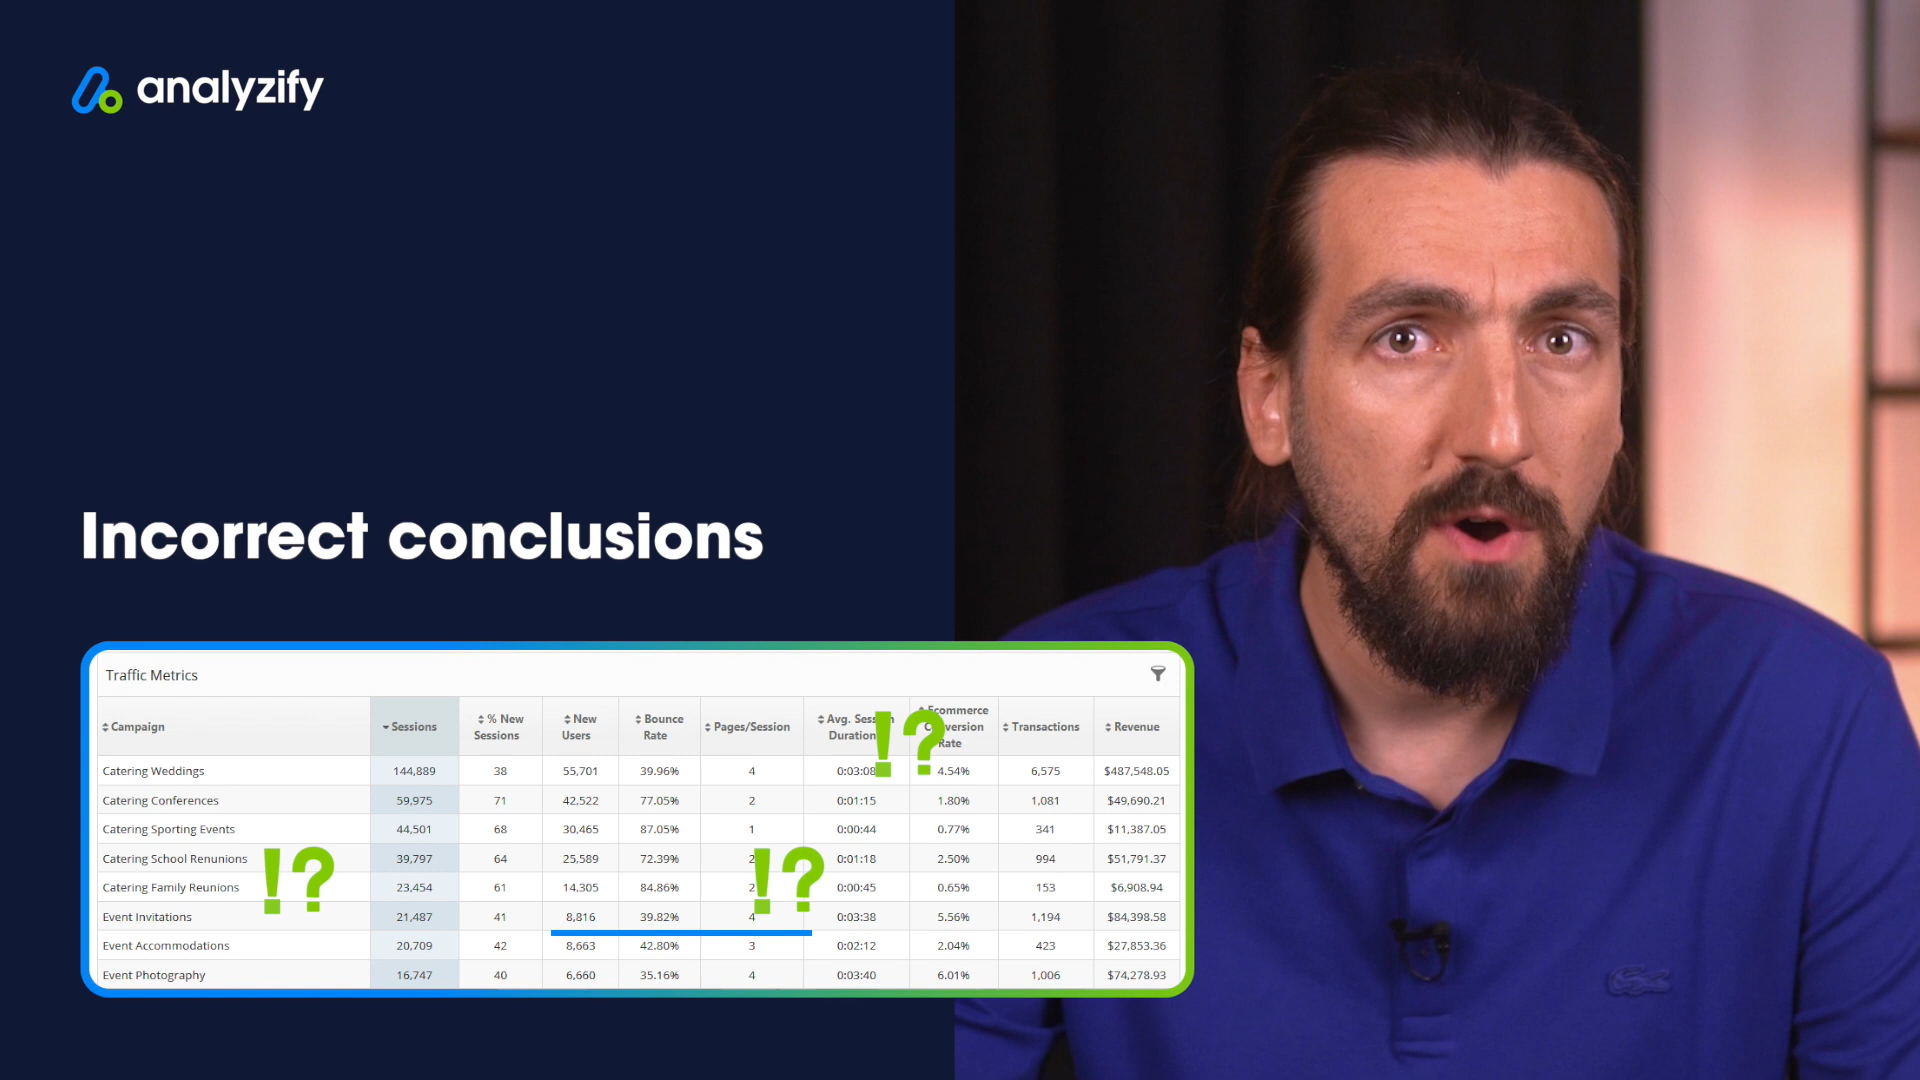 analyzify
Incorrect conclusions
Traffic Metrics
Campaign Sessions % New Sessions New Users Bounce Rate Pages/Session Avg. Duration Ecommerce Rate Transactions Revenue
Catering Weddings 144,889 38 55,701 39.96% 4 0:03:08 4.54% 6,575 $487,548.05
Catering Conferences 59,975 71 42,522 77.05% 2 0:01:15 1.80% 1,081 $49,690.21
Catering Sporting Events 44,501 68 30,465 87.05% 1 0:00:44 0.77% 341 $11,387.05
Catering School Renunions 39,797 64 25,589 72.39% 2 0:01:18 2.50% 994 $51,791.37
Catering Family Reunions 23,454 61 14,305 84.86% 2 0:00:45 0.65% 153 $6,908.94
Event Invitations 21,487 41 8,816 39.82% 4 0:03:38 5.56% 1,194 $84,398.58
Event Accommodations 20,709 42 8,663 42.80% 3 0:02:12 2.04% 423 $27,853.36
Event Photography 16,747 40 6,660 35.16% 4 0:03:40 6.01% 1,006 $74,278.93
!?
!?
!?